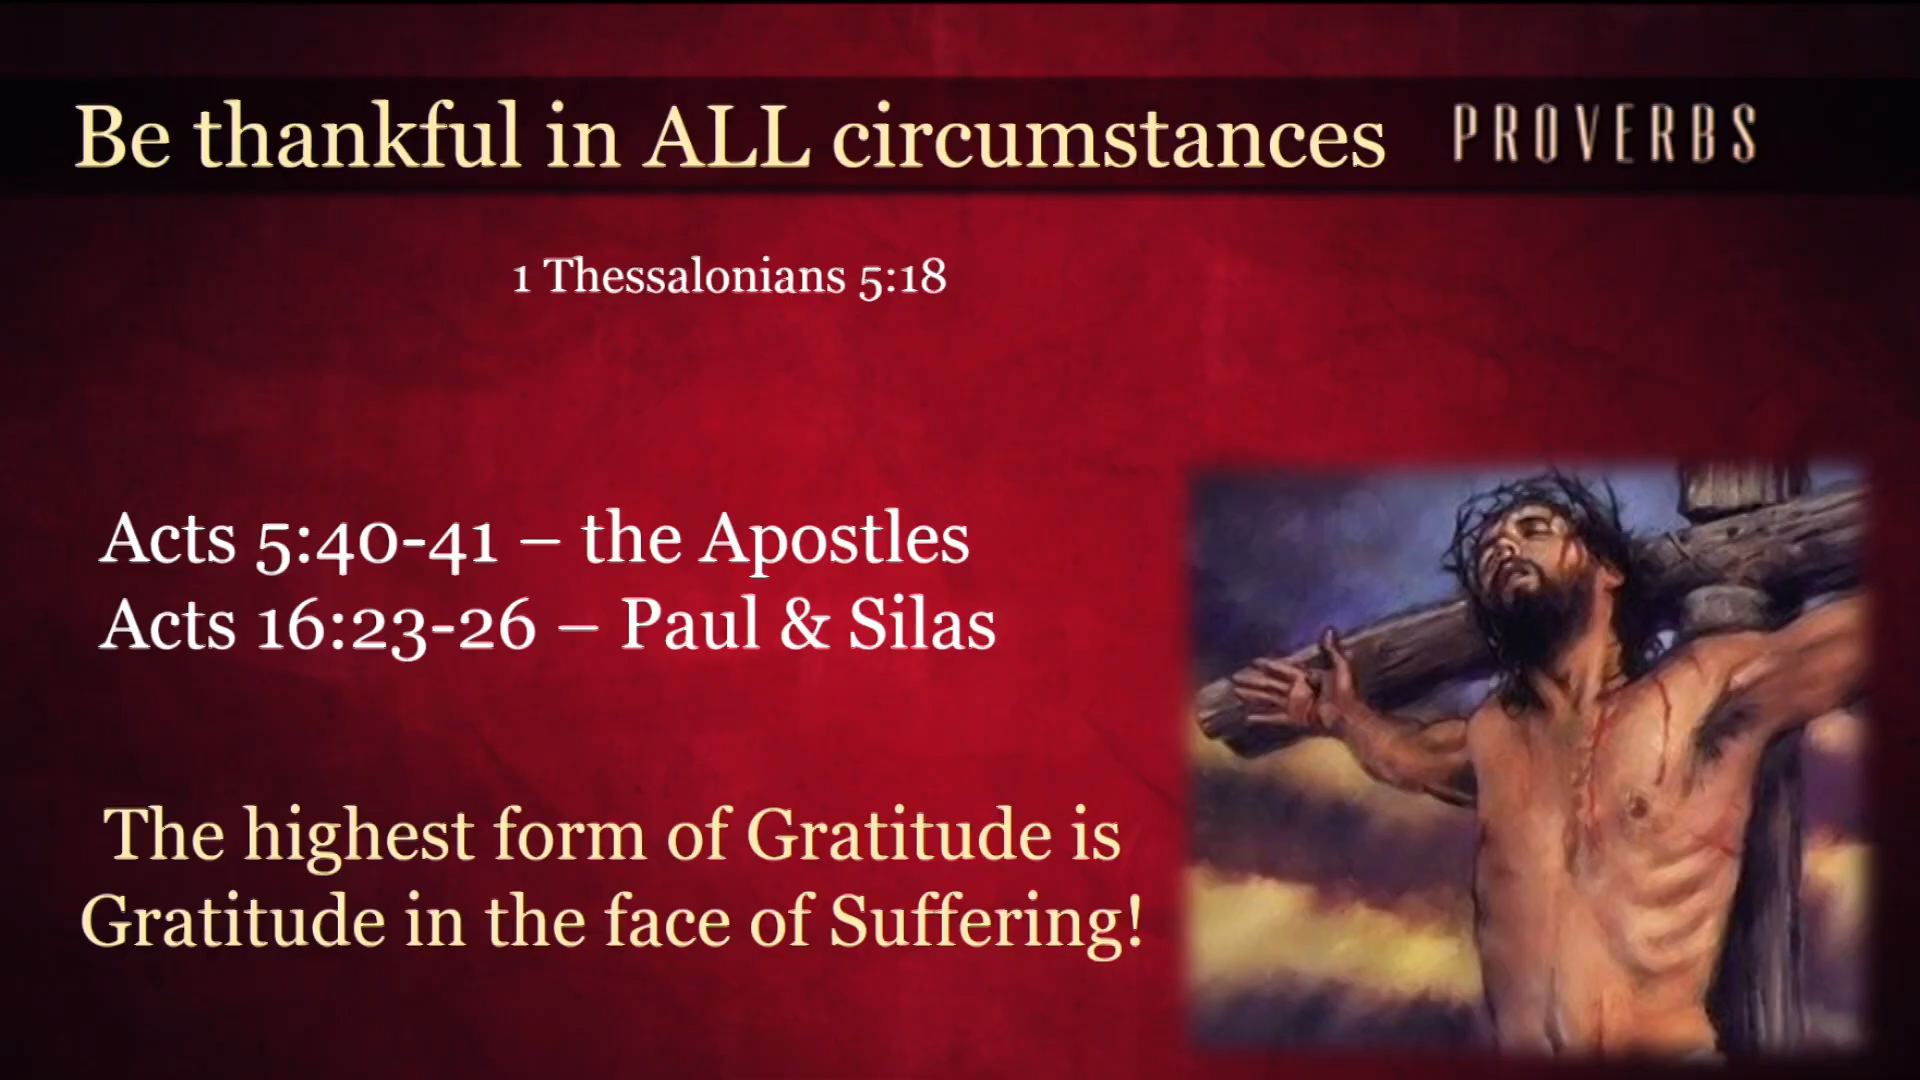 Be thankful in ALL circumstances PROVERBS
1 Thessalonians 5:18
Acts 5:40-41 – the Apostles
Acts 16:23-26 – Paul & Silas
The highest form of Gratitude is
Gratitude in the face of Suffering!